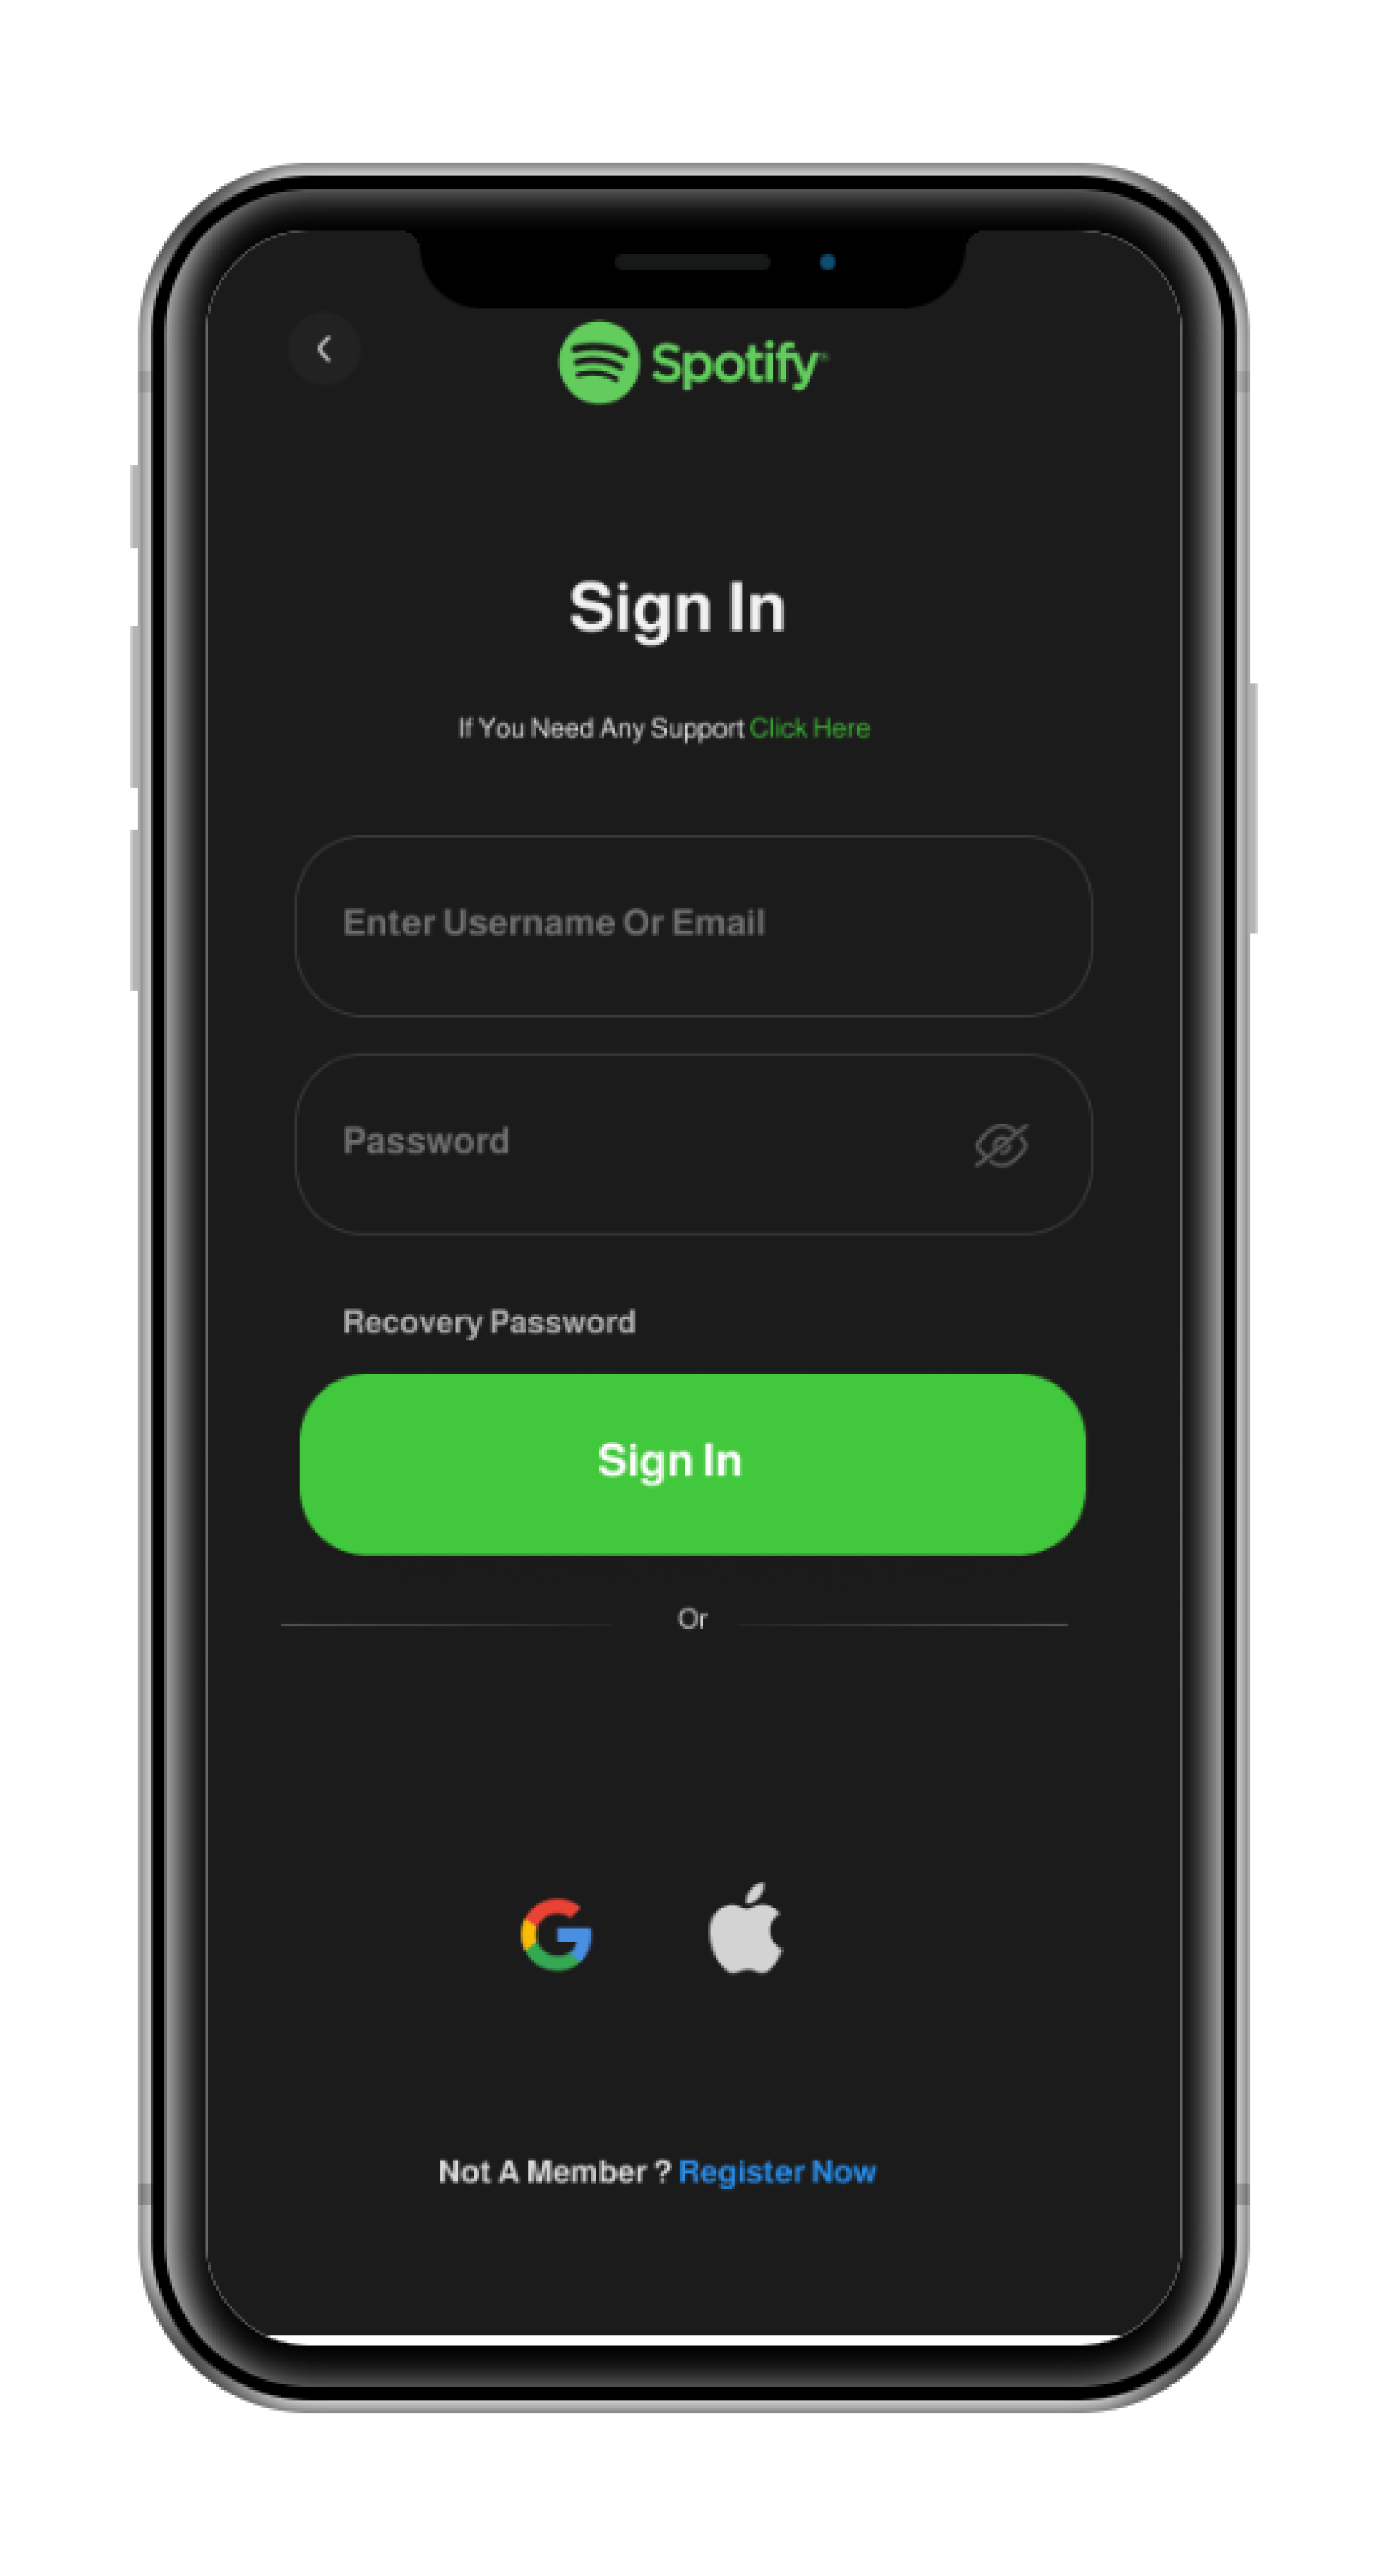 Spotify
Sign In
If You Need Any Support Click Here
Enter Username Or Email
Password
Recovery Password
Sign In
Or
Not A Member ? Register Now